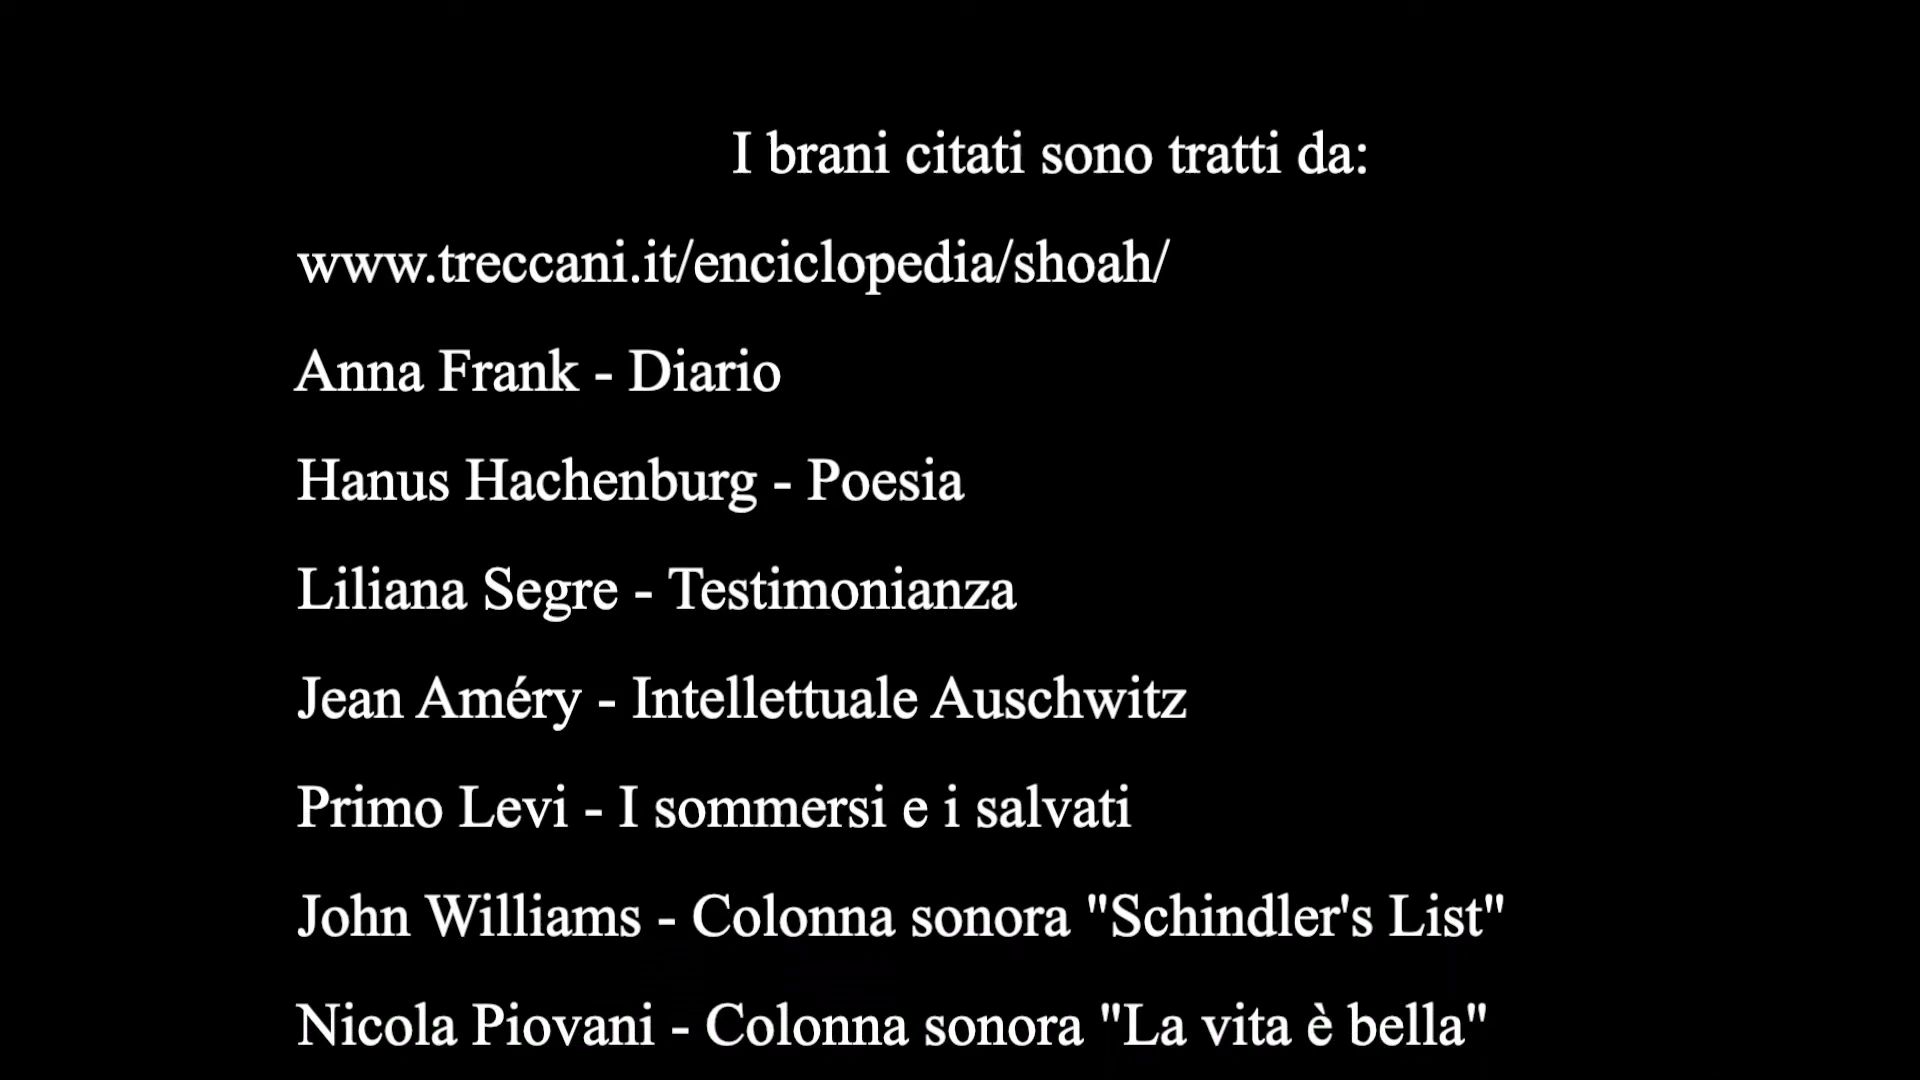 I brani citati sono tratti da:
www.treccani.it/enciclopedia/shoah/
Anna Frank - Diario
Hanus Hachenburg - Poesia
Liliana Segre - Testimonianza
Jean Améry - Intellettuale Auschwitz
Primo Levi - I sommersi e i salvati
John Williams - Colonna sonora "Schindler's List"
Nicola Piovani - Colonna sonora "La vita è bella"